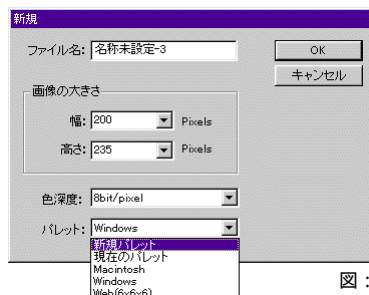 新規
ファイル名: 名称未設定-3
OK
キャンセル
画像の大きさ
幅: 200 Pixels
高さ: 235 Pixels
色深度: 8bit/pixel
パレット: Windows
新規パレット
現在のパレット
Macintosh
Windows
Web(6x6x6)
図: